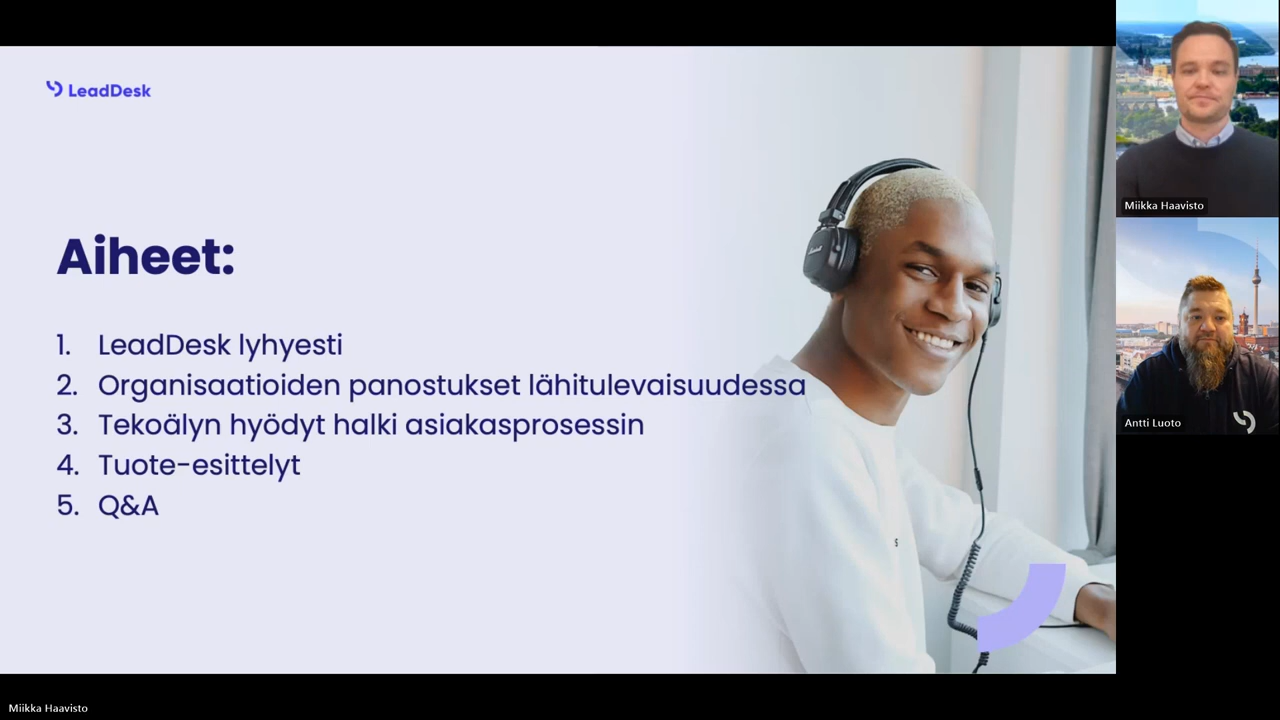 LeadDesk
Aiheet:
1. LeadDesk lyhyesti
2. Organisaatioiden panostukset lähitulevaisuudessa
3. Tekoälyn hyödyt halki asiakasprosessin
4. Tuote-esittelyt
5. Q&A
Miikka Haavisto
Antti Luoto
Miikka Haavisto